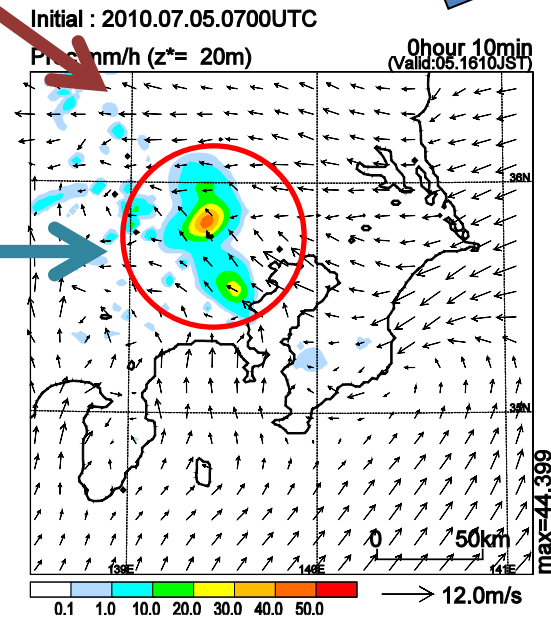 Initial : 2010.07.05.0700UTC
0hour 10min
(Valid:05.1610JST)
36N
35N
0 50km
139E 140E 141E
max=44.399
0.1 1.0 10.0 20.0 30.0 40.0 50.0
12.0m/s
mm/h (z*= 20m)